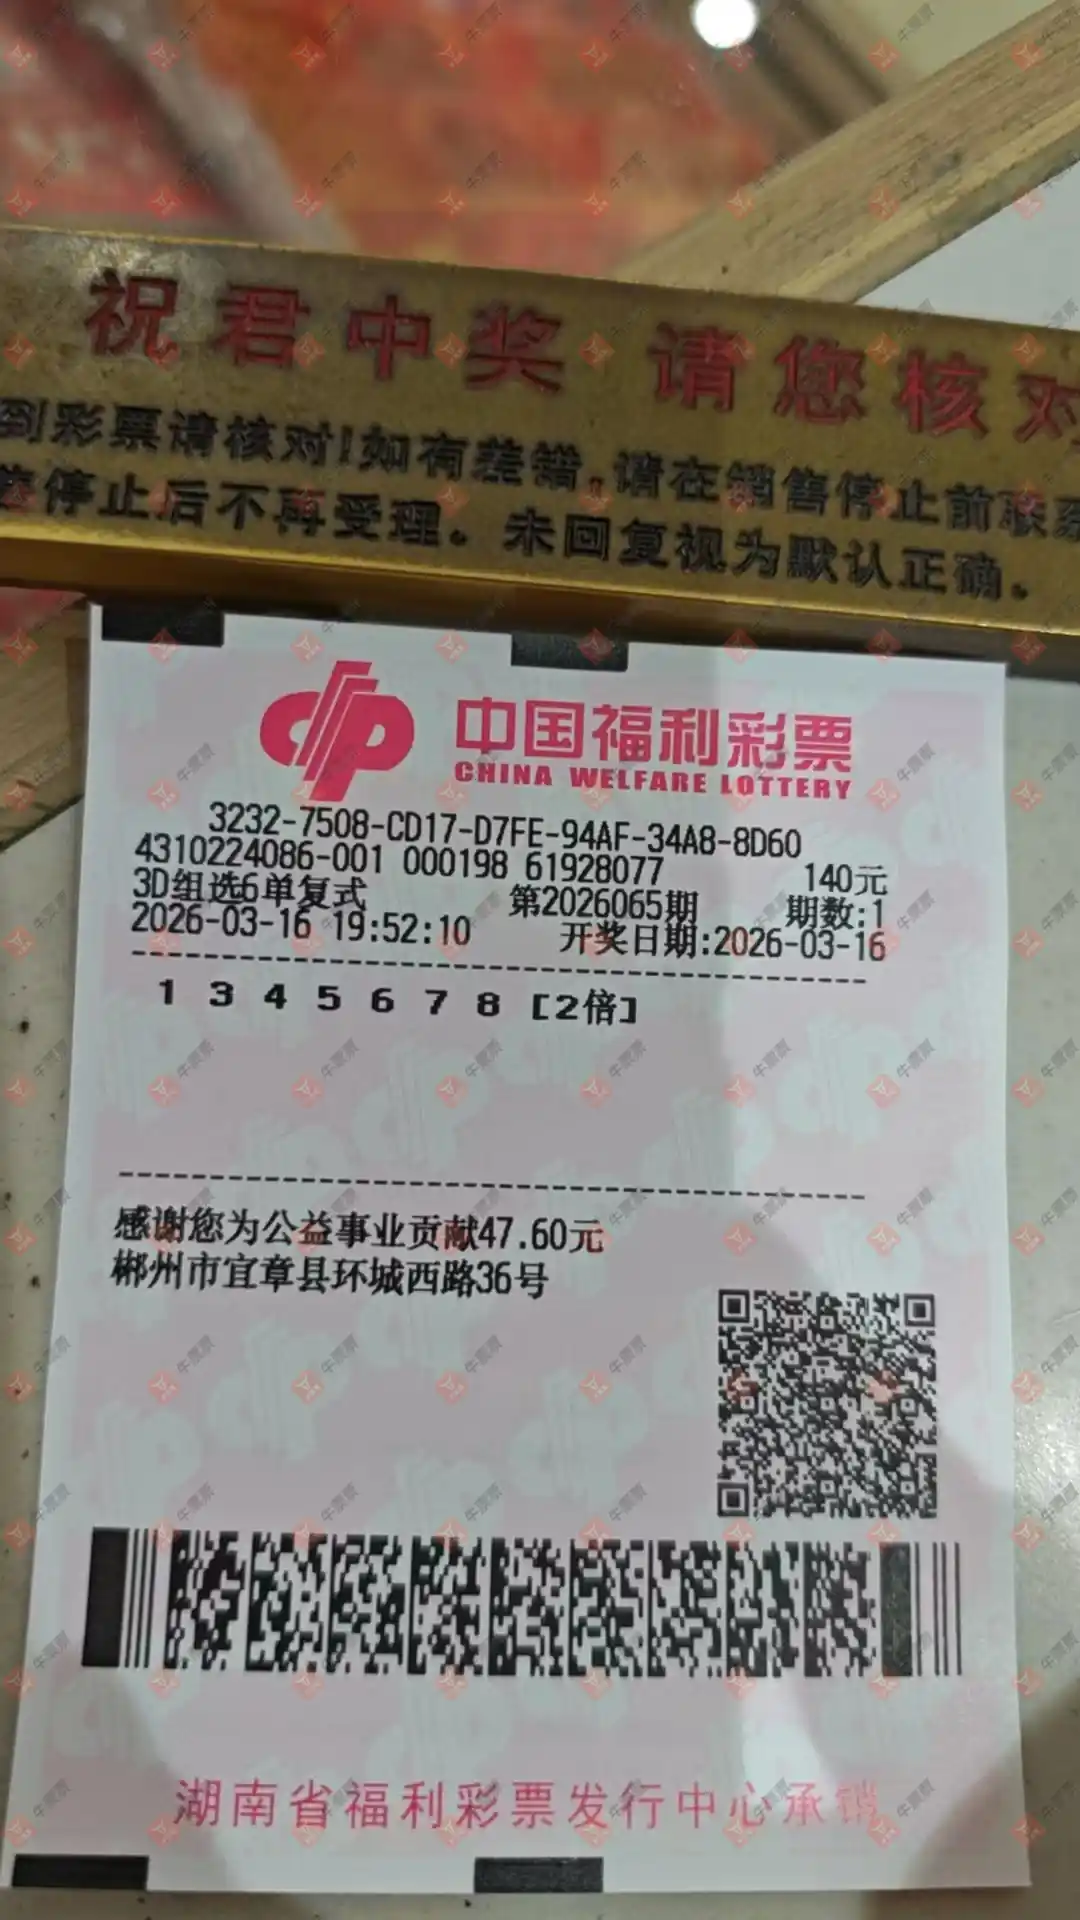 祝君中奖 请您核对
到彩票请核对!如有差错,请在销售停止前联系
售停止后不再受理。未回复视为默认正确。
中国福利彩票
CHINA WELFARE LOTTERY
3232-7508-CD17-D7FE-94AF-34A8-8D60
4310224086-001 000198 61928077 140元
3D组选6单复式 第2026065期 期数:1
2026-03-16 19:52:10 开奖日期:2026-03-16
1 3 4 5 6 7 8 [2倍]
感谢您为公益事业贡献47.60元
郴州市宜章县环城西路36号
湖南省福利彩票发行中心承销
牛票票